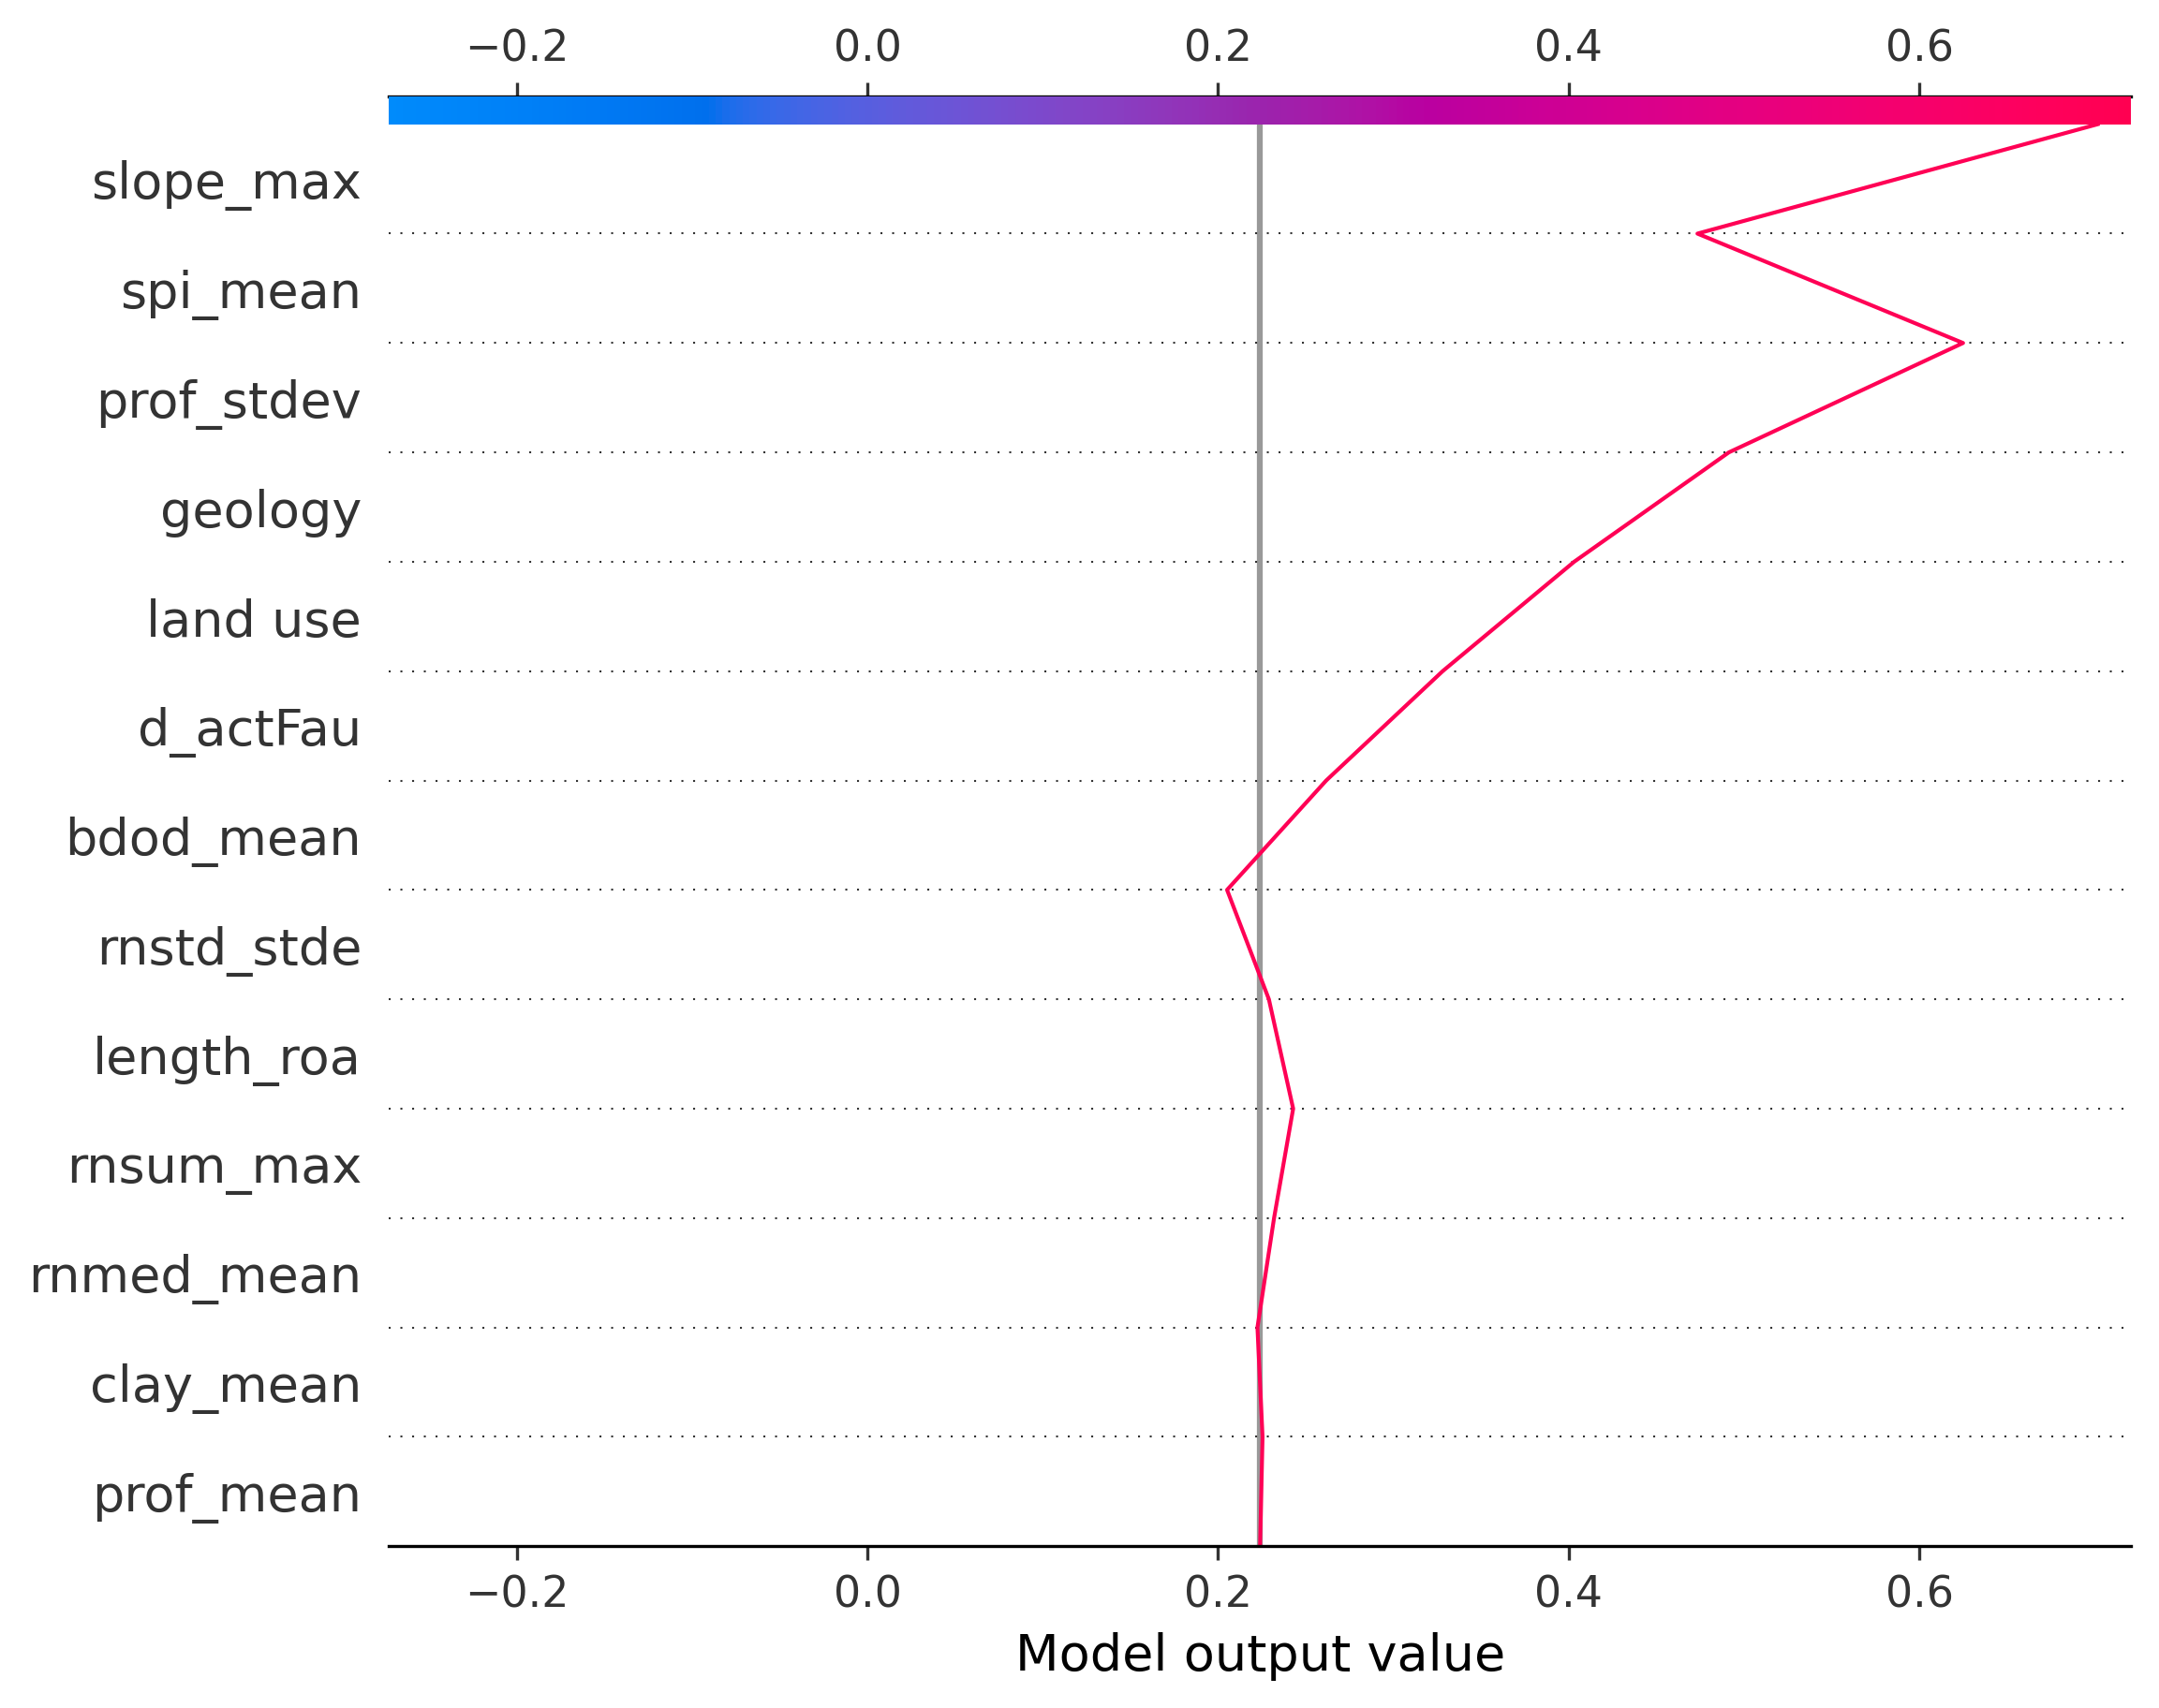 −0.2 0.0 0.2 0.4 0.6
slope_max
spi_mean
prof_stdev
geology
land use
d_actFau
bdod_mean
rnstd_stde
length_roa
rnsum_max
rnmed_mean
clay_mean
prof_mean
−0.2 0.0 0.2 0.4 0.6
Model output value